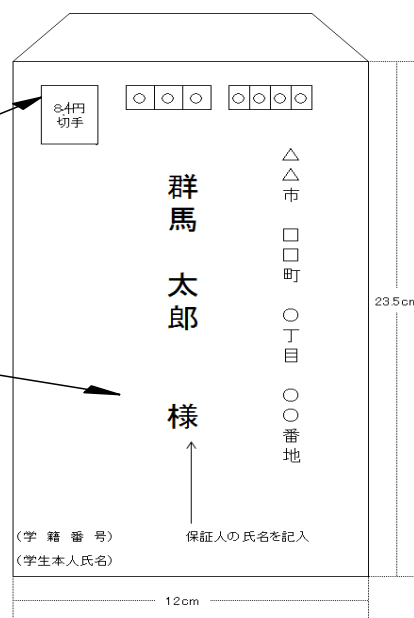 84円
切手
○○○ ○○○○
△△市 □□町 ○丁目 ○○番地
群馬 太郎 様
23.5cm
保証人の氏名を記入
(学 籍 番 号)
(学生本人氏名)
12cm